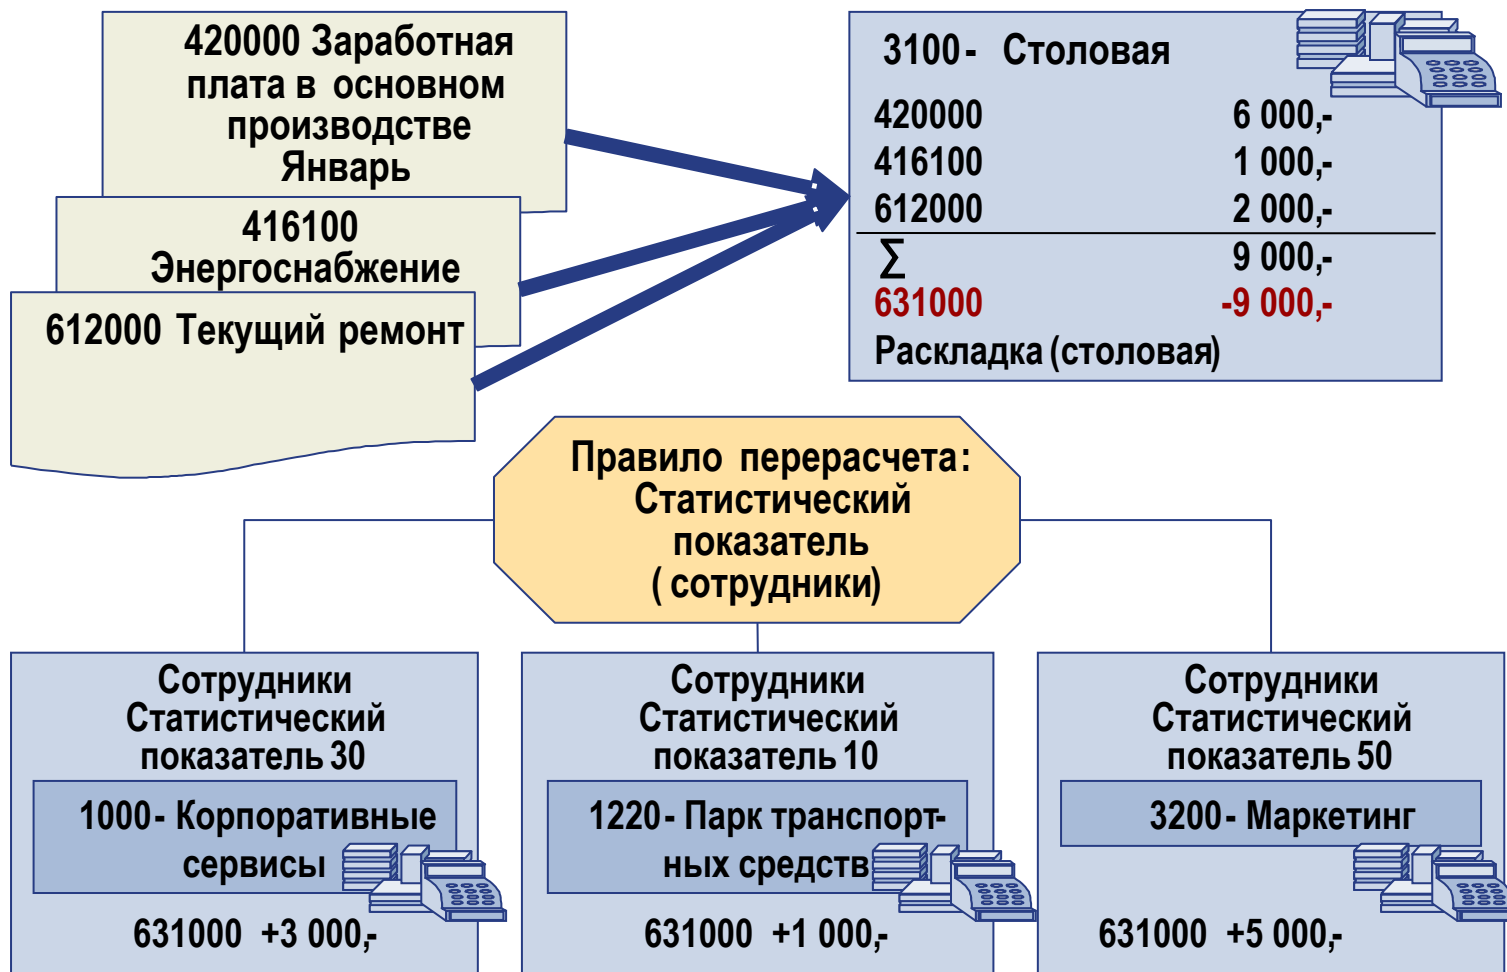 420000 Заработная
плата в основном
производстве
Январь
416100
Энергоснабжение
612000 Текущий ремонт
3100- Столовая
420000 6 000,-
416100 1 000,-
612000 2 000,-
∑ 9 000,-
631000 -9 000,-
Раскладка (столовая)
Правило перерасчета:
Статистический
показатель
( сотрудники)
Сотрудники
Статистический
показатель 30
1000- Корпоративные
сервисы
631000 +3 000,-
Сотрудники
Статистический
показатель 10
1220- Парк транспорт-
ных средств
631000 +1 000,-
Сотрудники
Статистический
показатель 50
3200- Маркетинг
631000 +5 000,-